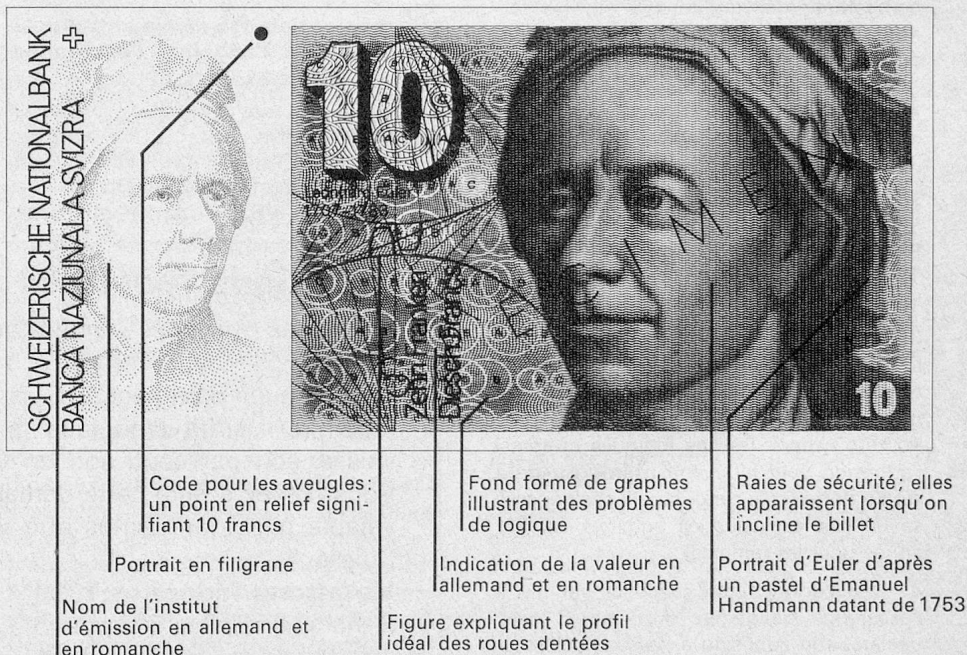 SCHWEIZERISCHE NATIONALBANK
BANCA NAZIUNALA SVIZRA
10
Leonhard Euler
1707–1783
Zehn Franken
Diesch Francs
10
Code pour les aveugles:
un point en relief signi-
fiant 10 francs
Portrait en filigrane
Nom de l'institut
d'émission en allemand et
en romanche
Fond formé de graphes
illustrant des problèmes
de logique
Indication de la valeur en
allemand et en romanche
Figure expliquant le profil
idéal des roues dentées
Raies de sécurité; elles
apparaissent lorsqu'on
incline le billet
Portrait d'Euler d'après
un pastel d'Emanuel
Handmann datant de 1753